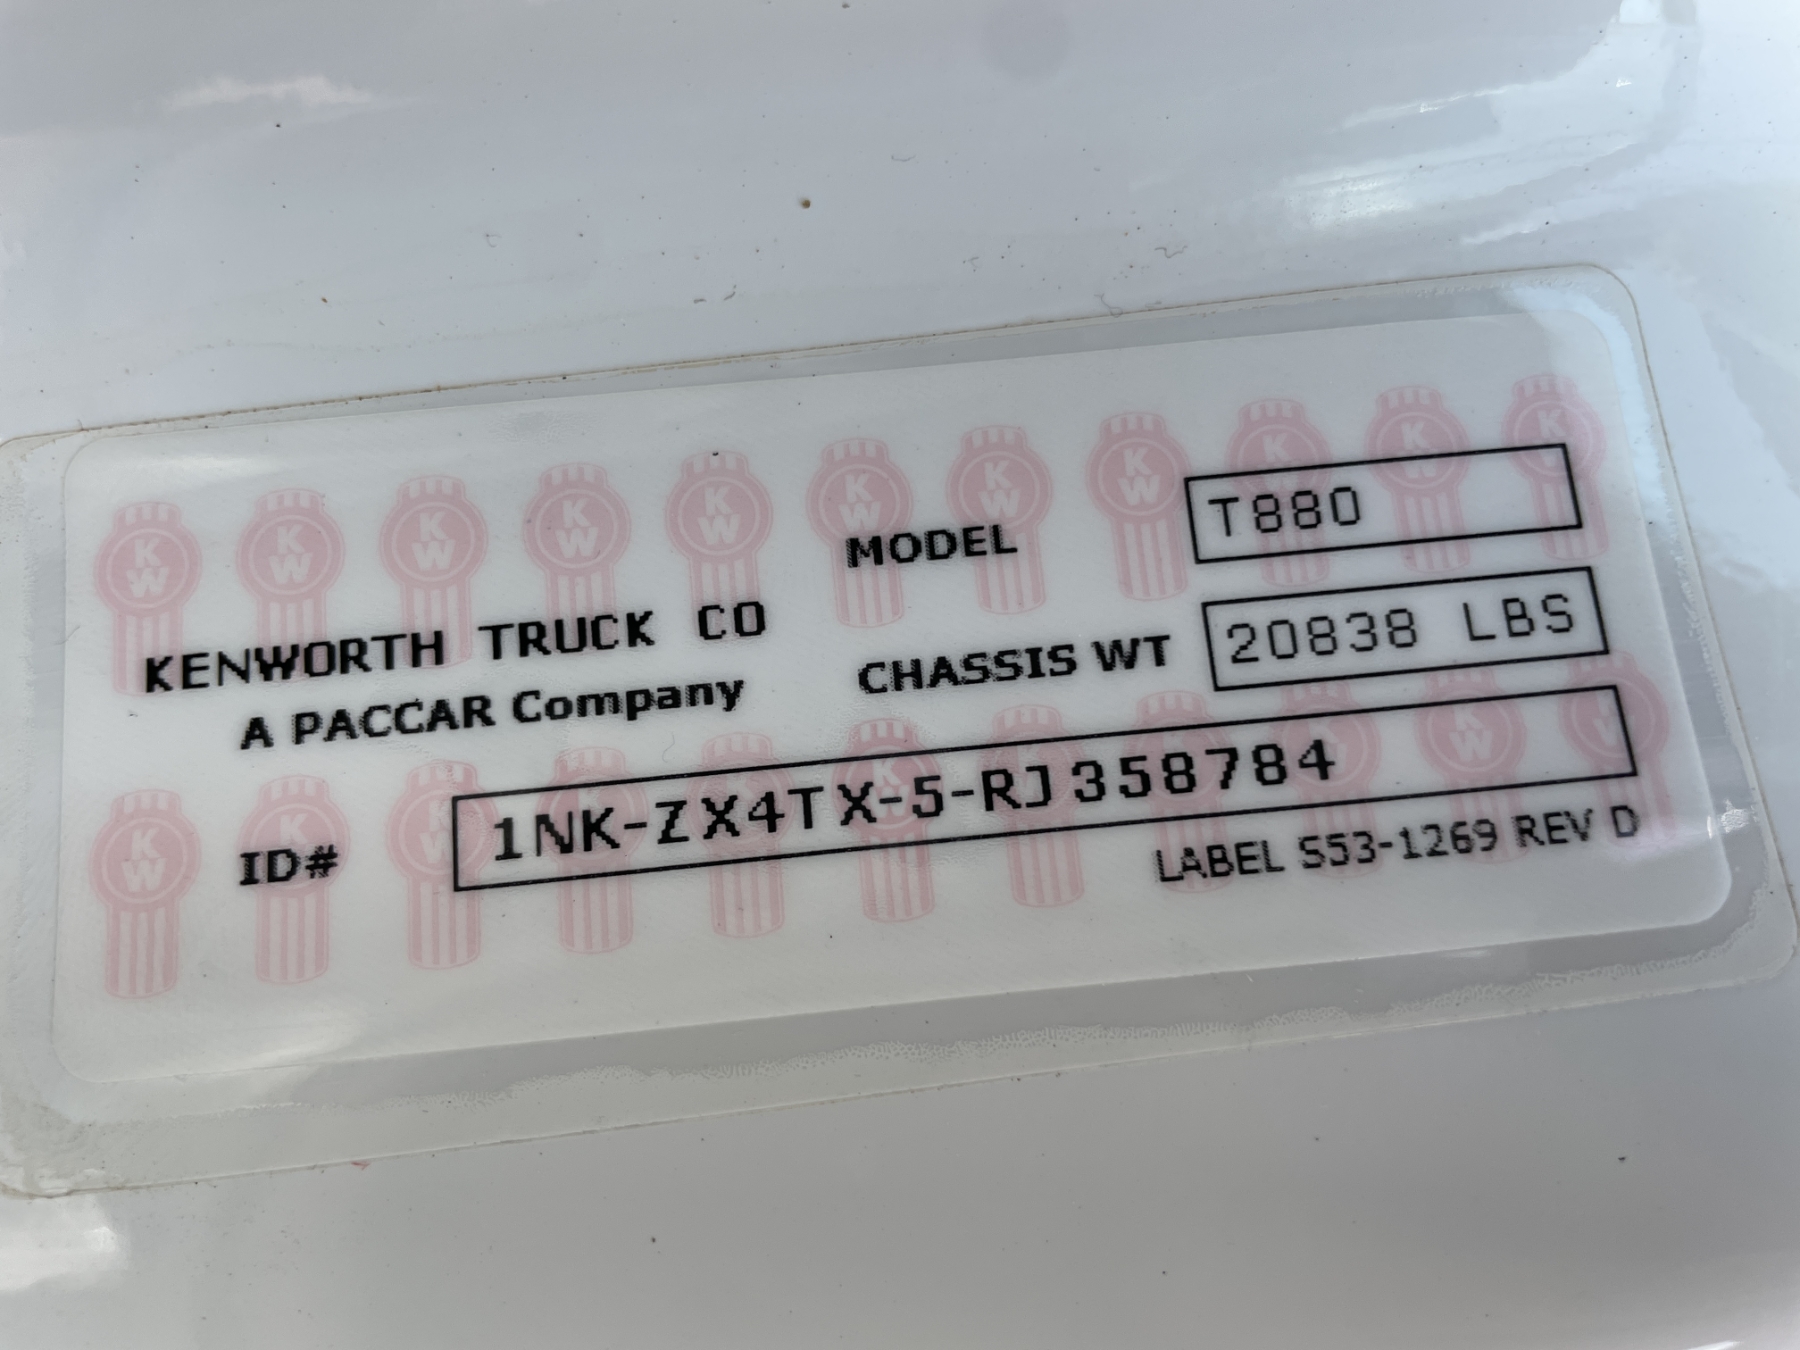 MODEL T880
KENWORTH TRUCK CO
A PACCAR Company
CHASSIS WT 20838 LBS
ID# 1NK-ZX4TX-5-RJ358784
LABEL S53-1269 REV D